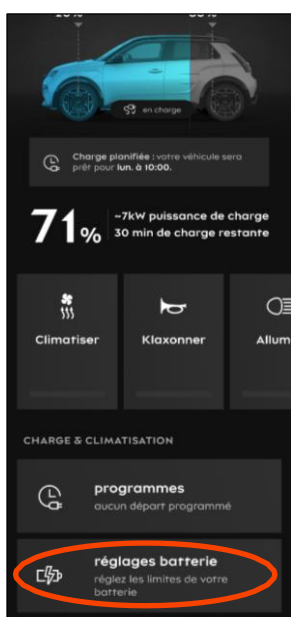 en charge
Charge planifiée : votre véhicule sera
prêt pour lun. à 10:00.
71%
~7kW puissance de charge
30 min de charge restante
Climatiser
Klaxonner
Allum
CHARGE & CLIMATISATION
programmes
aucun départ programmé
réglages batterie
réglez les limites de votre
batterie